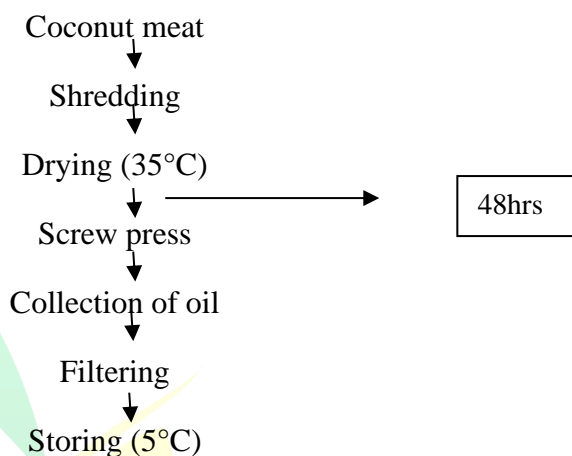 Coconut meat
Shredding
Drying (35°C)
48hrs
Screw press
Collection of oil
Filtering
Storing (5°C)